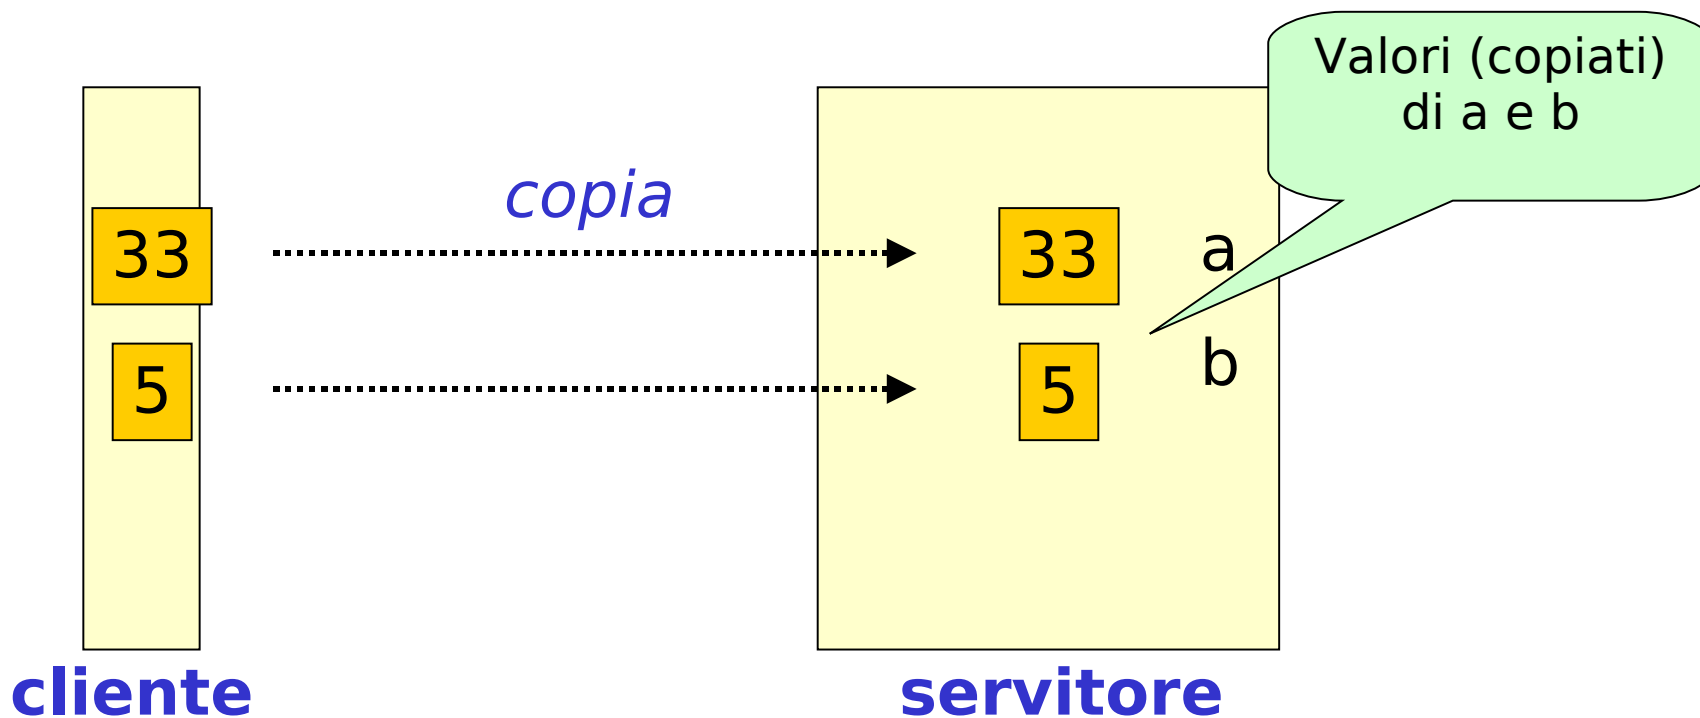 Valori (copiati)
di a e b
copia
33
33
a
5
5
b
cliente
servitore